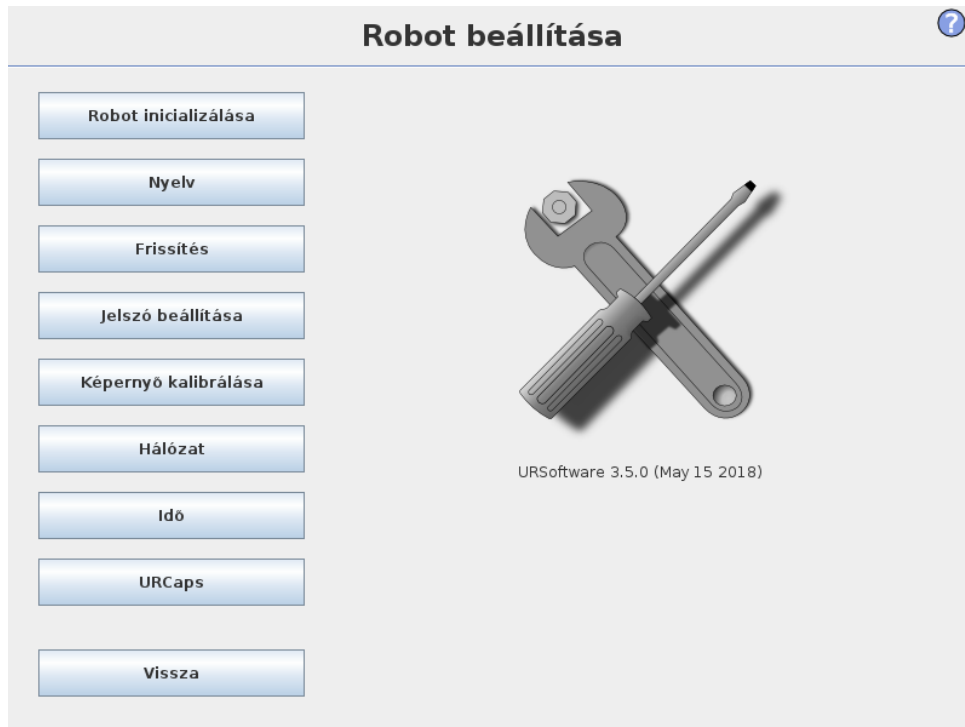 Robot beállítása
?
Robot inicializálása
Nyelv
Frissítés
Jelszó beállítása
Képernyõ kalibrálása
Hálózat
Idõ
URCaps
Vissza
URSoftware 3.5.0 (May 15 2018)